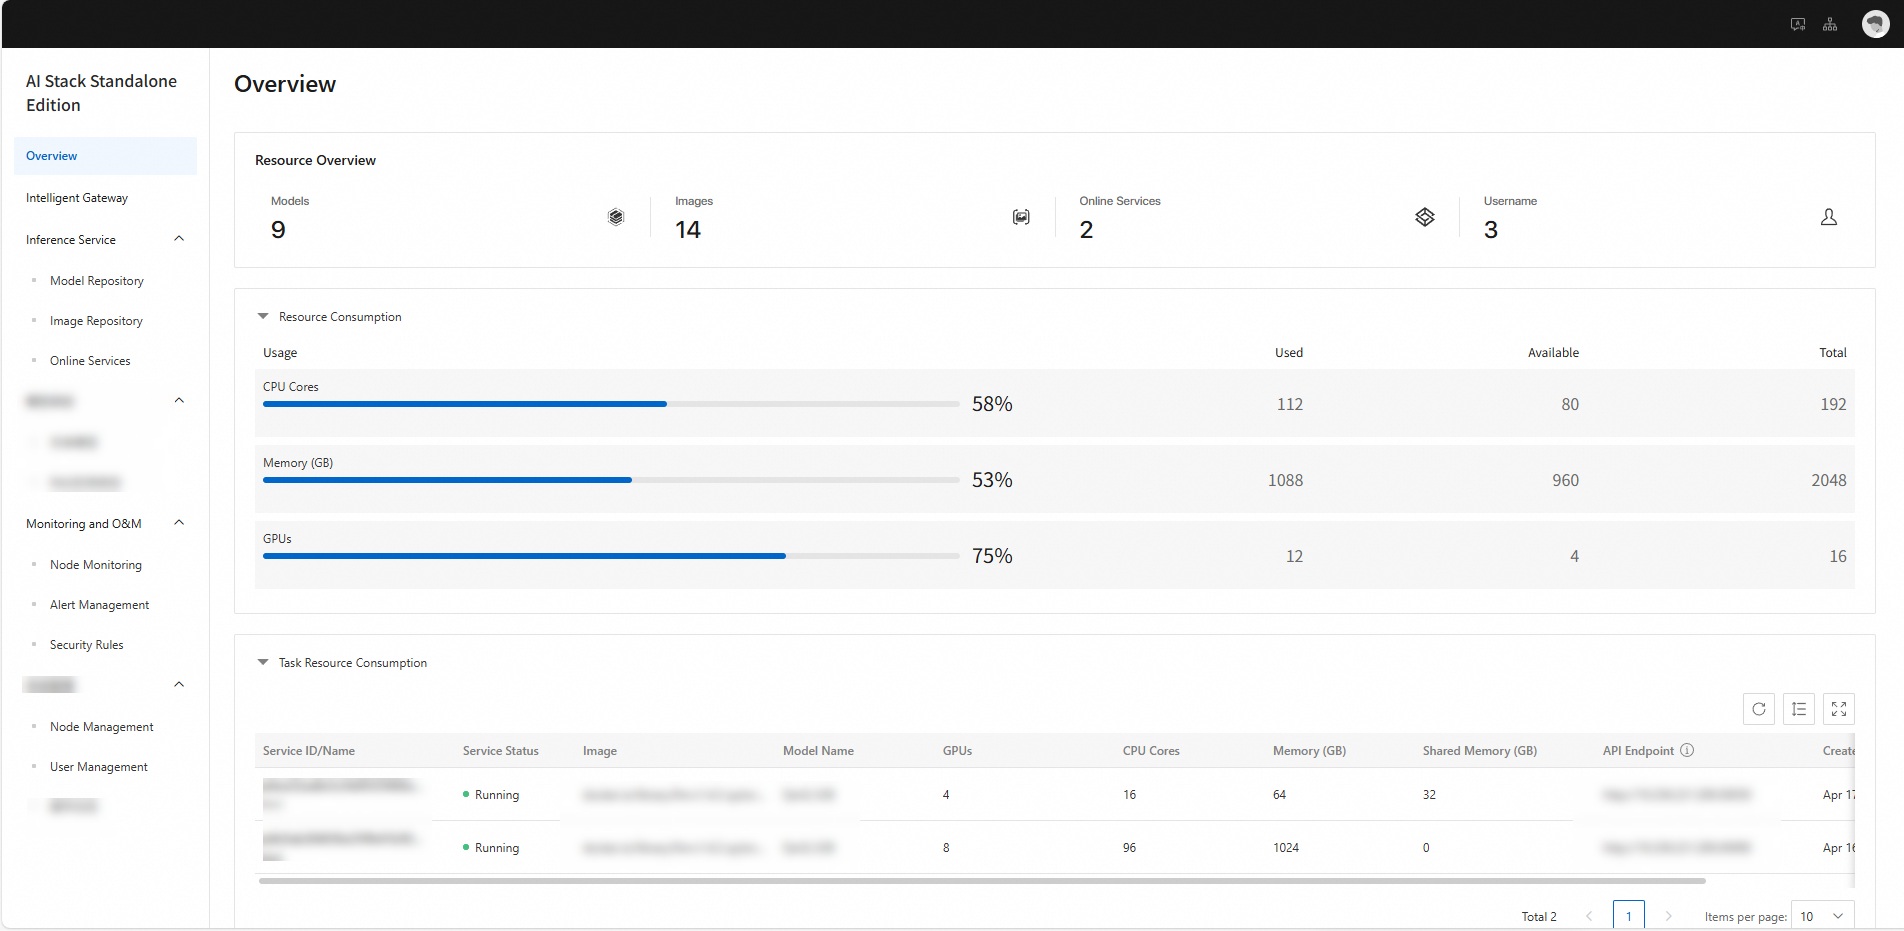 AI Stack Standalone
Edition
Overview
Intelligent Gateway
Inference Service
Model Repository
Image Repository
Online Services
Monitoring and O&M
Node Monitoring
Alert Management
Security Rules
Node Management
User Management
Overview
Resource Overview
Models
9
Images
14
Online Services
2
Username
3
Resource Consumption
Usage Used Available Total
CPU Cores
58% 112 80 192
Memory (GB)
53% 1088 960 2048
GPUs
75% 12 4 16
Task Resource Consumption
Service ID/Name Service Status Image Model Name GPUs CPU Cores Memory (GB) Shared Memory (GB) API Endpoint Create
Running 4 16 64 32 Apr 17
Running 8 96 1024 0 Apr 16
Total 2 1 Items per page: 10